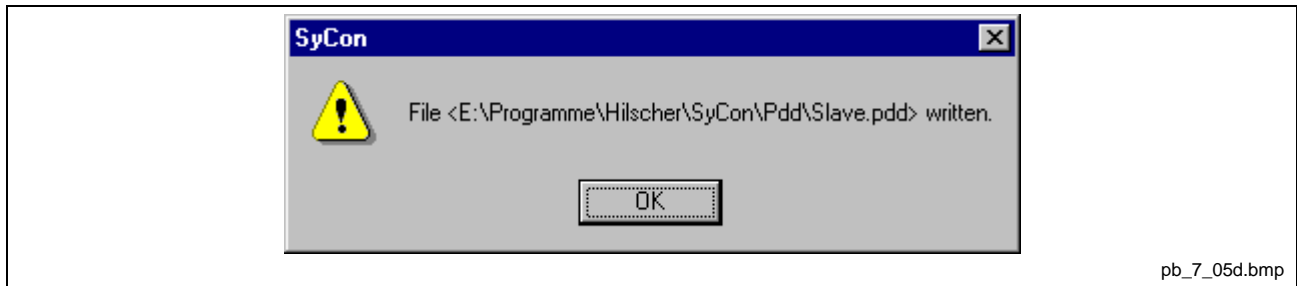 SyCon
File <E:\Programme\Hilscher\SyCon\Pdd\Slave.pdd> written.
OK
pb_7_05d.bmp